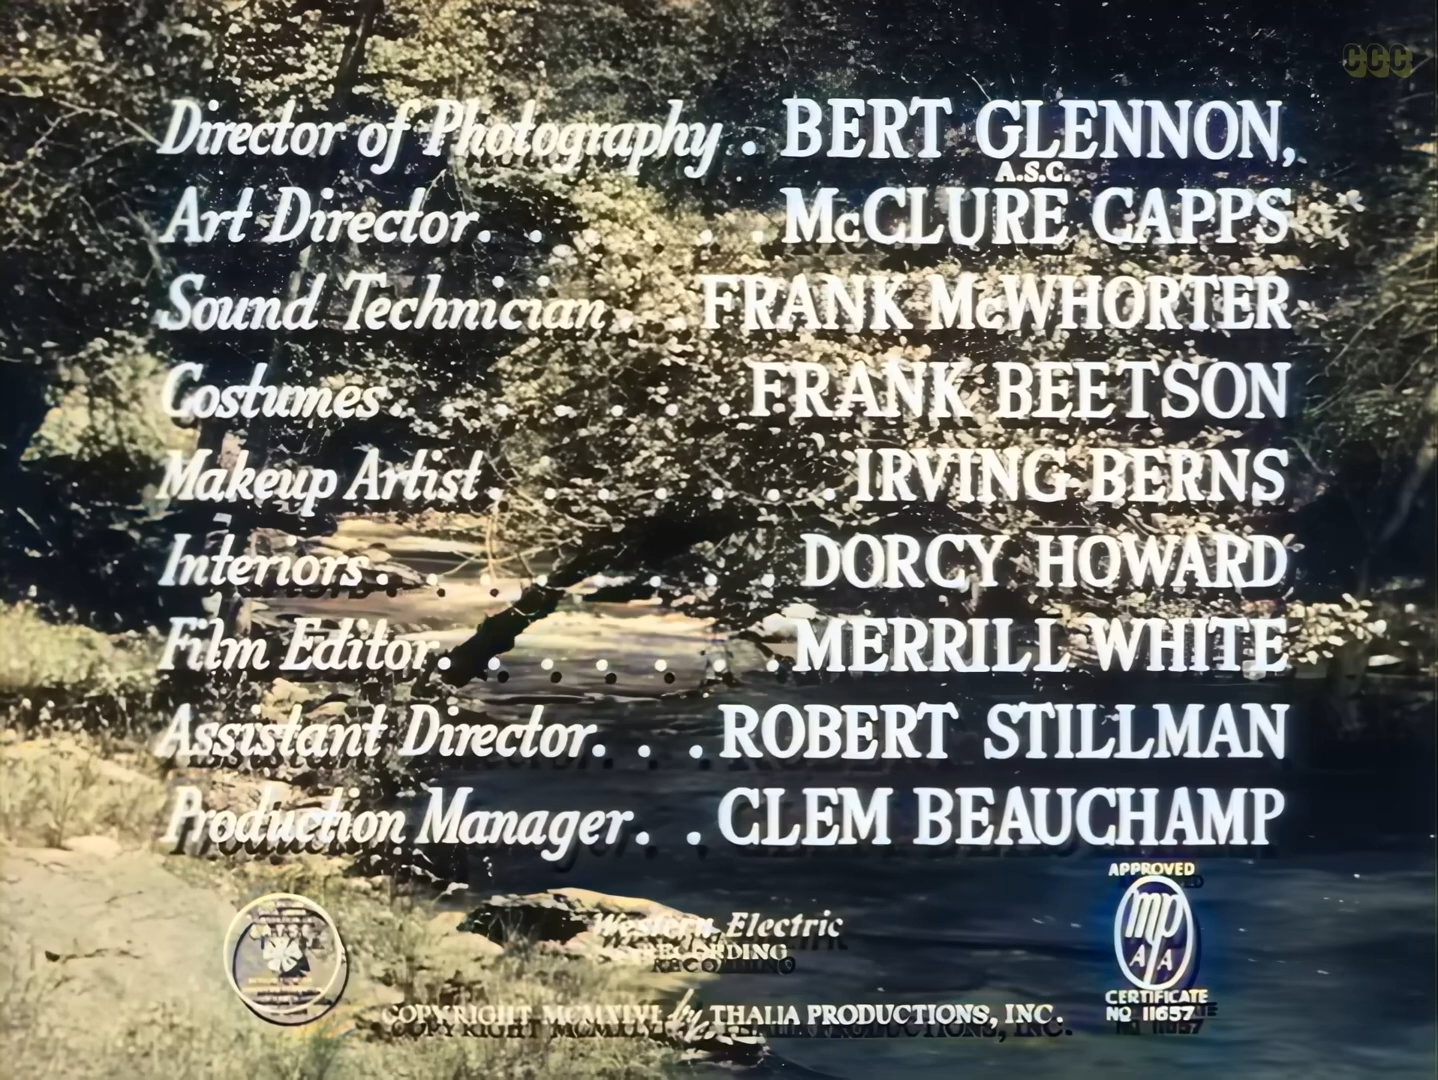 CCC
Director of Photography . BERT GLENNON,
A.S.C.
Art Director. . . . McCLURE CAPPS
Sound Technician. . FRANK McWHORTER
Costumes. . . . . . . FRANK BEETSON
Makeup Artist. . . . . . . IRVING BERNS
Interiors. . . . . . . . DORCY HOWARD
Film Editor. . . . . . . MERRILL WHITE
Assistant Director. . . . ROBERT STILLMAN
Production Manager. . . CLEM BEAUCHAMP
APPROVED
Western Electric
RECORDING
MPAA
CERTIFICATE
NO 11657
COPYRIGHT MCMXLVI by THALIA PRODUCTIONS, INC.